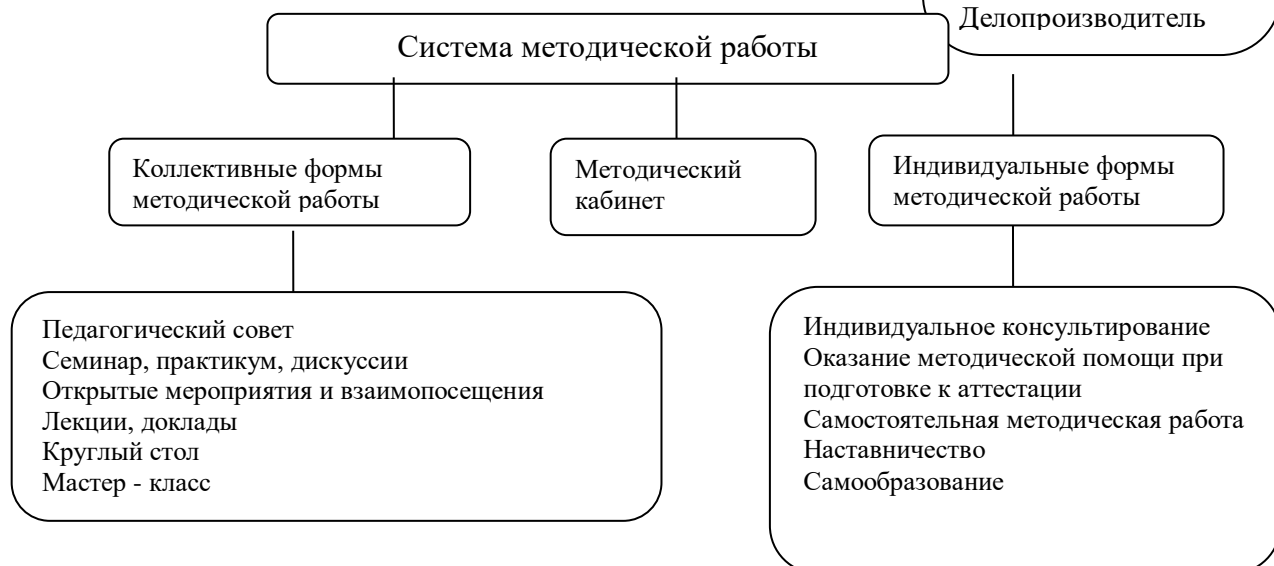 Делопроизводитель
Система методической работы
Коллективные формы
методической работы
Методический
кабинет
Индивидуальные формы
методической работы
Педагогический совет
Семинар, практикум, дискуссии
Открытые мероприятия и взаимопосещения
Лекции, доклады
Круглый стол
Мастер - класс
Индивидуальное консультирование
Оказание методической помощи при
подготовке к аттестации
Самостоятельная методическая работа
Наставничество
Самообразование